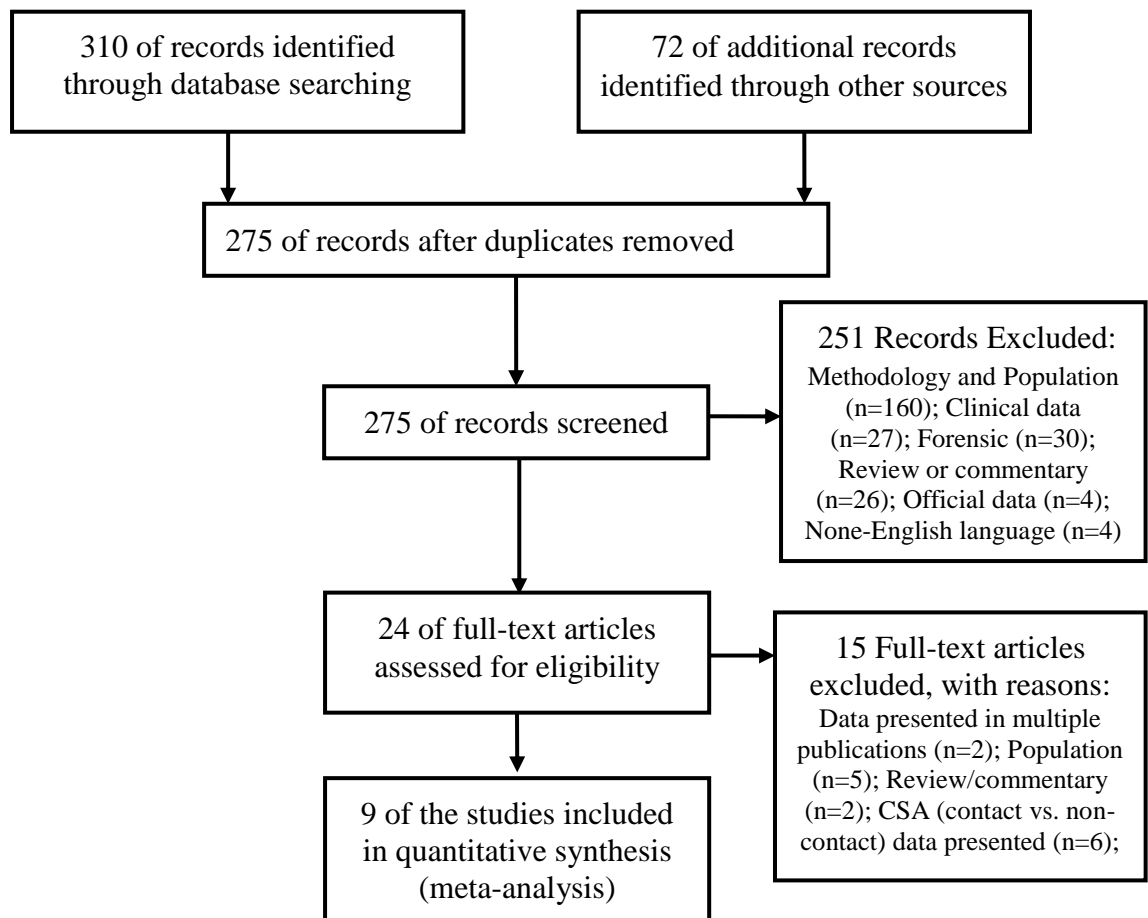 310 of records identified
through database searching
72 of additional records
identified through other sources
275 of records after duplicates removed
251 Records Excluded:
Methodology and Population
(n=160); Clinical data
(n=27); Forensic (n=30);
Review or commentary
(n=26); Official data (n=4);
None-English language (n=4)
275 of records screened
24 of full-text articles
assessed for eligibility
15 Full-text articles
excluded, with reasons:
Data presented in multiple
publications (n=2); Population
(n=5); Review/commentary
(n=2); CSA (contact vs. non-
contact) data presented (n=6);
9 of the studies included
in quantitative synthesis
(meta-analysis)